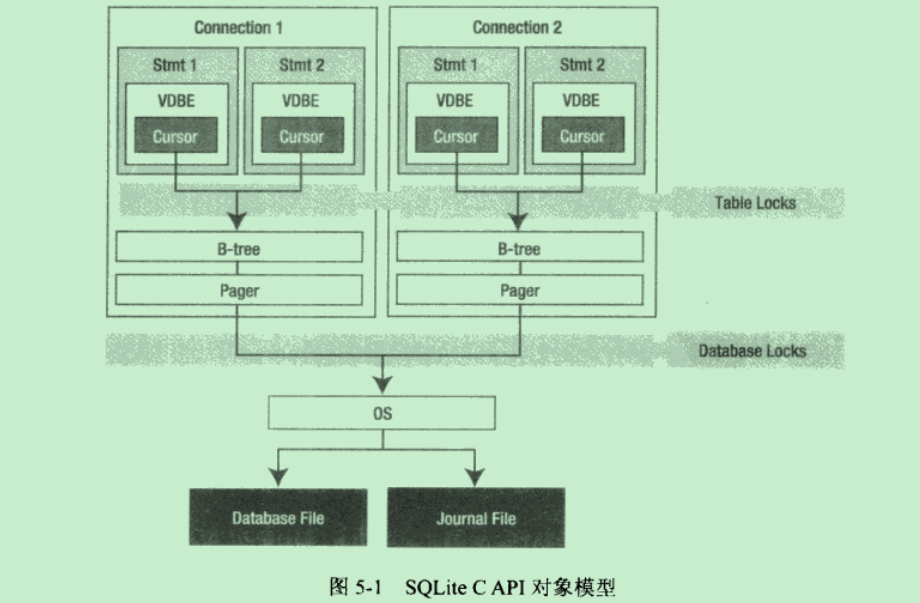 Connection 1 Connection 2
Stmt 1 Stmt 2 Stmt 1 Stmt 2
VDBE VDBE VDBE VDBE
Cursor Cursor Cursor Cursor
Table Locks
B-tree B-tree
Pager Pager
Database Locks
OS
Database File Journal File
图 5-1 SQLite C API 对象模型